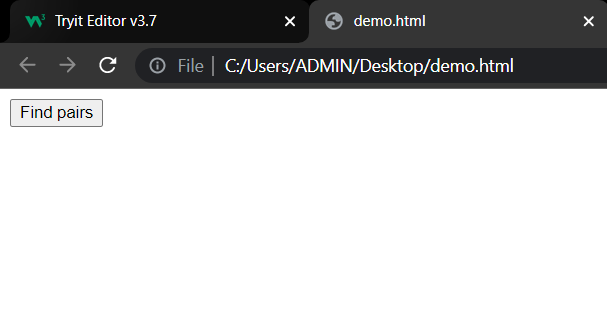 Tryit Editor v3.7
demo.html
File C:/Users/ADMIN/Desktop/demo.html
Find pairs